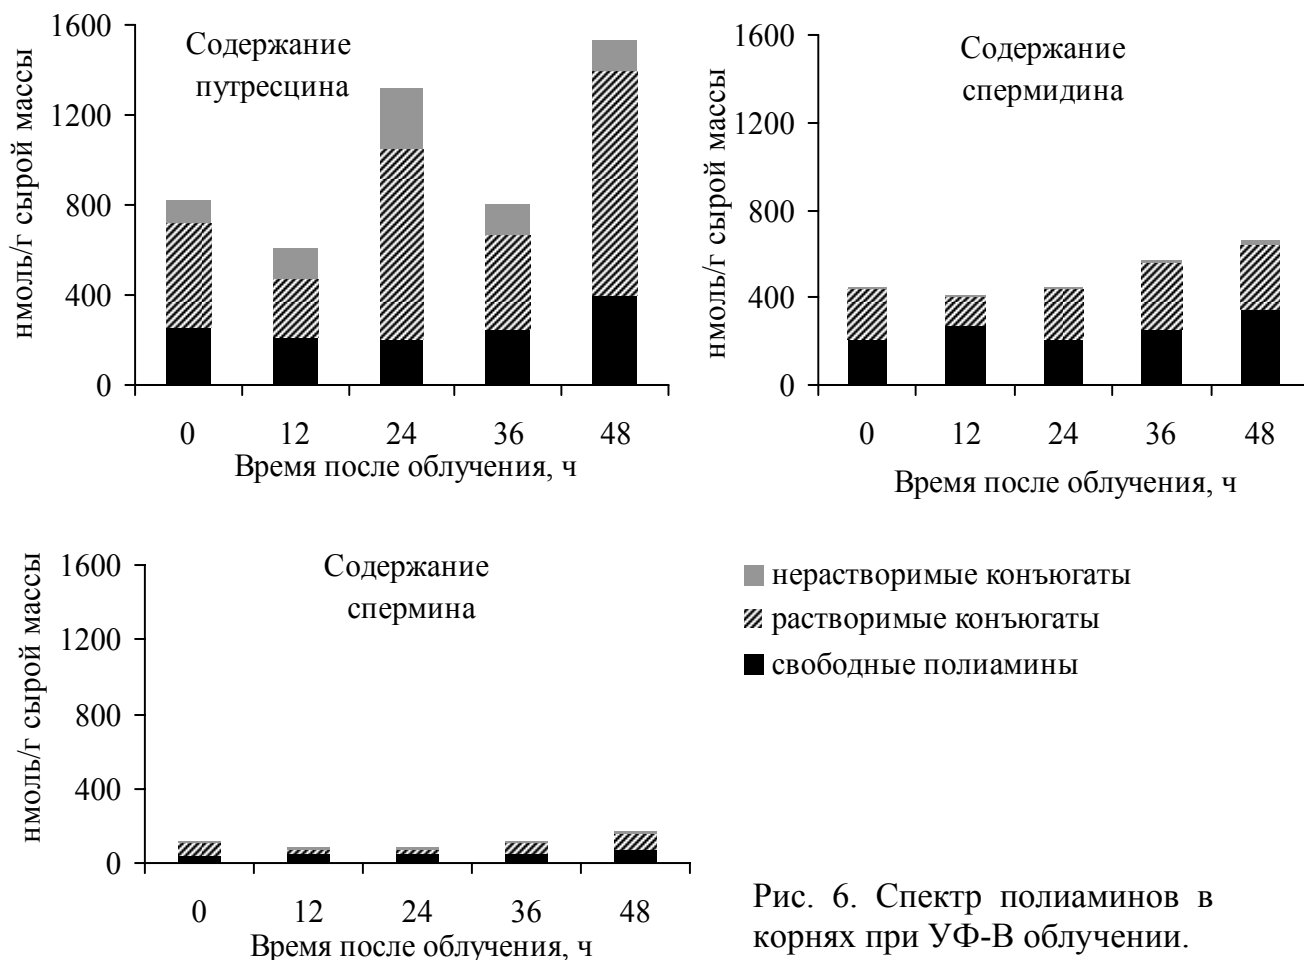 Содержание
путресцина
нмоль/г сырой массы
1600
1200
800
400
0
0 12 24 36 48
Время после облучения, ч
Содержание
спермидина
нмоль/г сырой массы
1600
1200
800
400
0
0 12 24 36 48
Время после облучения, ч
Содержание
спермина
нмоль/г сырой массы
1600
1200
800
400
0
0 12 24 36 48
Время после облучения, ч
нерастворимые конъюгаты
растворимые конъюгаты
свободные полиамины
Рис. 6. Спектр полиаминов в
корнях при УФ-В облучении.